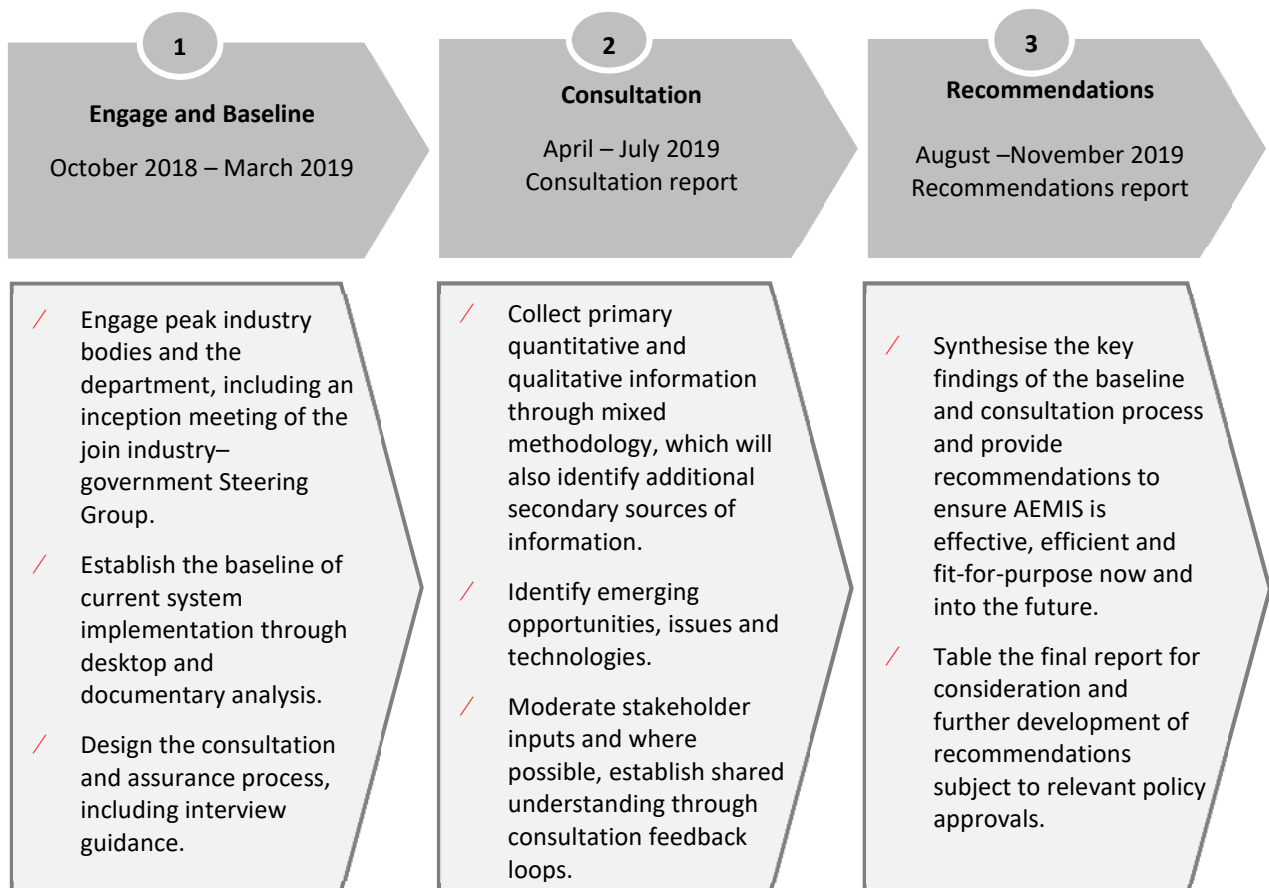 1
Engage and Baseline
October 2018 – March 2019
Engage peak industry
bodies and the
department, including an
inception meeting of the
join industry–
government Steering
Group.
Establish the baseline of
current system
implementation through
desktop and
documentary analysis.
Design the consultation
and assurance process,
including interview
guidance.
2
Consultation
April – July 2019
Consultation report
Collect primary
quantitative and
qualitative information
through mixed
methodology, which will
also identify additional
secondary sources of
information.
Identify emerging
opportunities, issues and
technologies.
Moderate stakeholder
inputs and where
possible, establish shared
understanding through
consultation feedback
loops.
3
Recommendations
August –November 2019
Recommendations report
Synthesise the key
findings of the baseline
and consultation process
and provide
recommendations to
ensure AEMIS is
effective, efficient and
fit-for-purpose now and
into the future.
Table the final report for
consideration and
further development of
recommendations
subject to relevant policy
approvals.